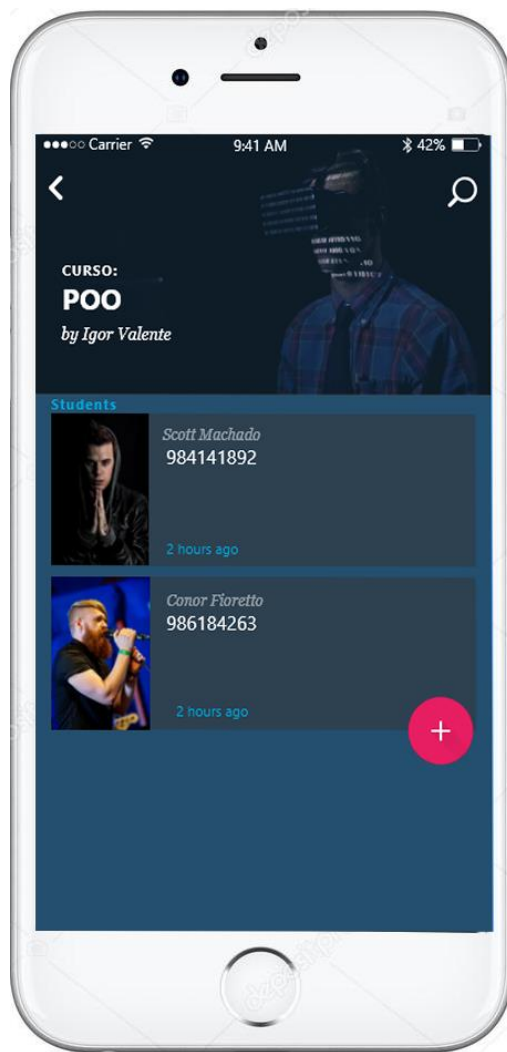 ●●●○○ Carrier 9:41 AM 42%
CURSO:
POO
by Igor Valente
Students
Scott Machado
984141892
2 hours ago
Conor Fioretto
986184263
2 hours ago
+